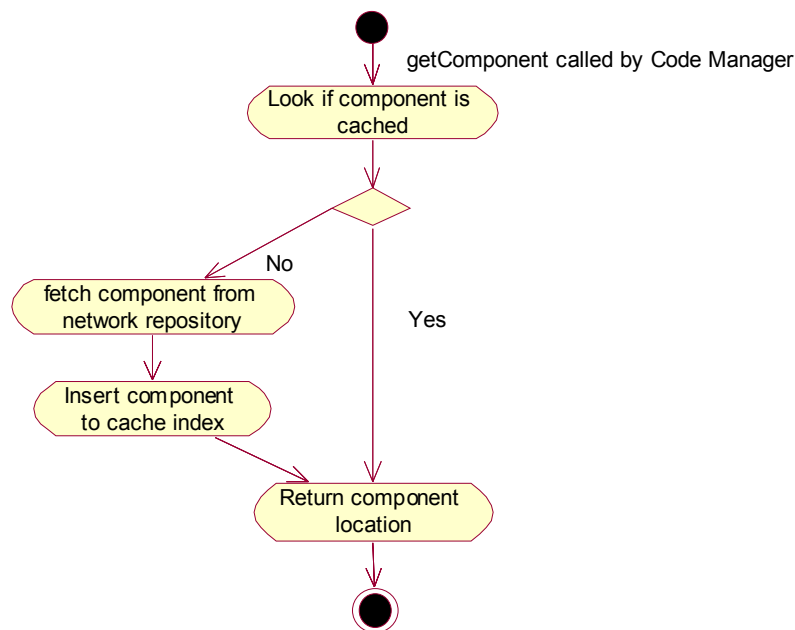 getComponent called by Code Manager
Look if component is
cached
No
fetch component from
network repository
Yes
Insert component
to cache index
Return component
location